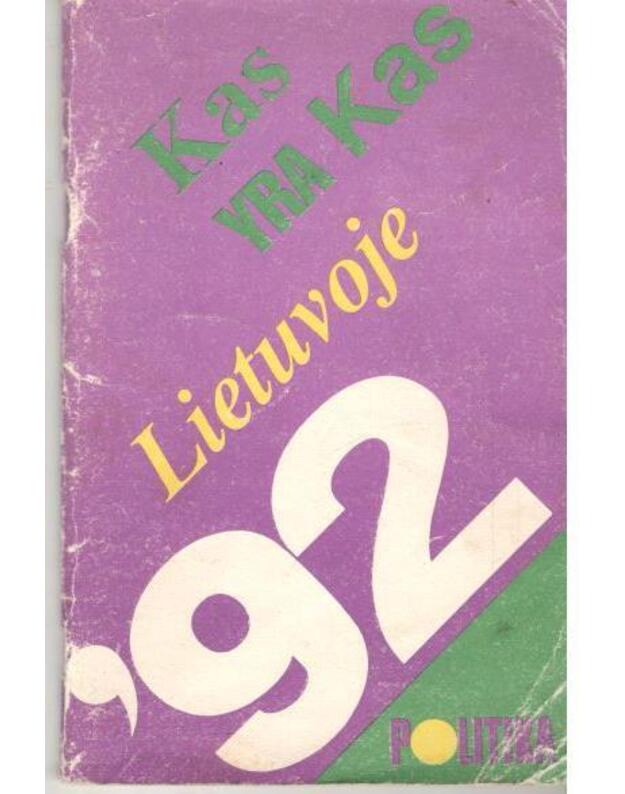 Kas
YRA Kas
Lietuvoje
'92
POLITIKA